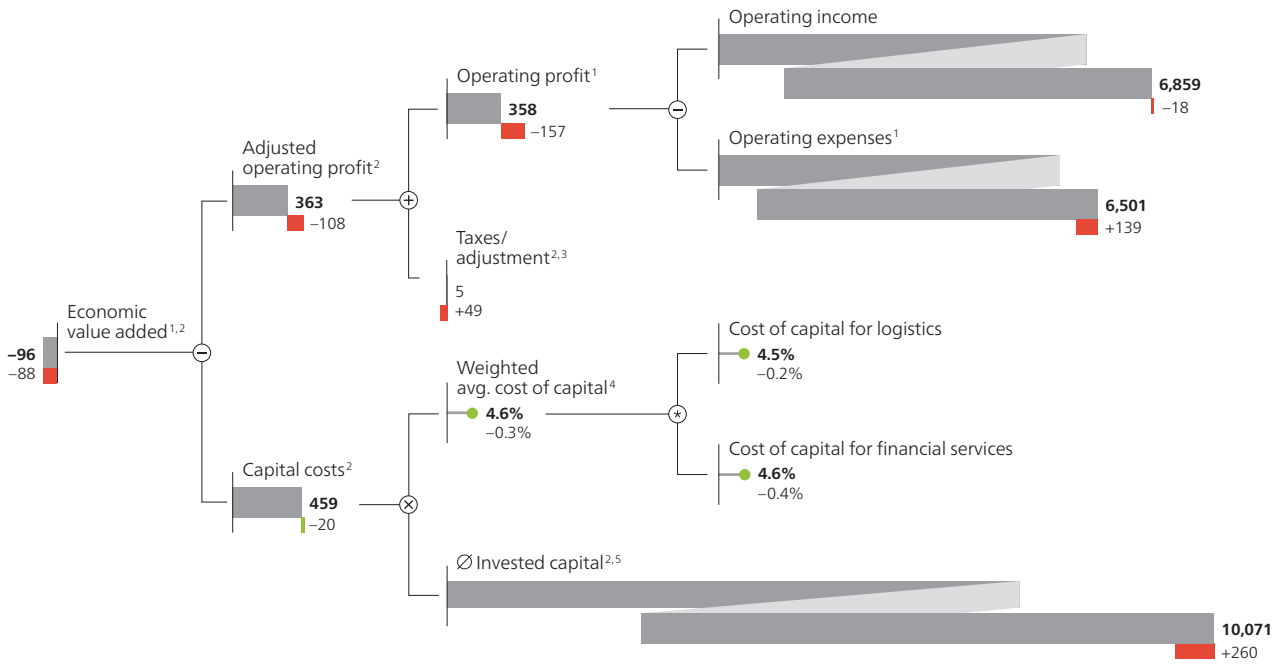 Operating income
6,859
–18
Operating profit¹
358
–157
–
Operating expenses¹
6,501
+139
Adjusted
operating profit²
363
–108
+
Taxes/
adjustment²,³
5
+49
Economic
value added¹,²
–96
–88
–
Cost of capital for logistics
4.5%
–0.2%
Weighted
avg. cost of capital⁴
4.6%
–0.3%
*
Cost of capital for financial services
4.6%
–0.4%
Capital costs²
459
–20
×
Ø Invested capital²,⁵
10,071
+260